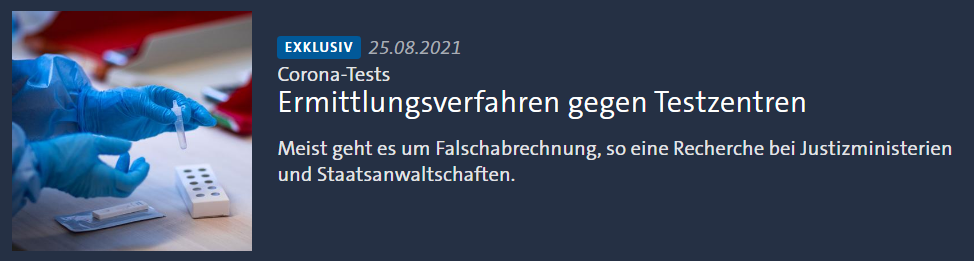 EXKLUSIV 25.08.2021
Corona-Tests
Ermittlungsverfahren gegen Testzentren
Meist geht es um Falschabrechnung, so eine Recherche bei Justizministerien
und Staatsanwaltschaften.